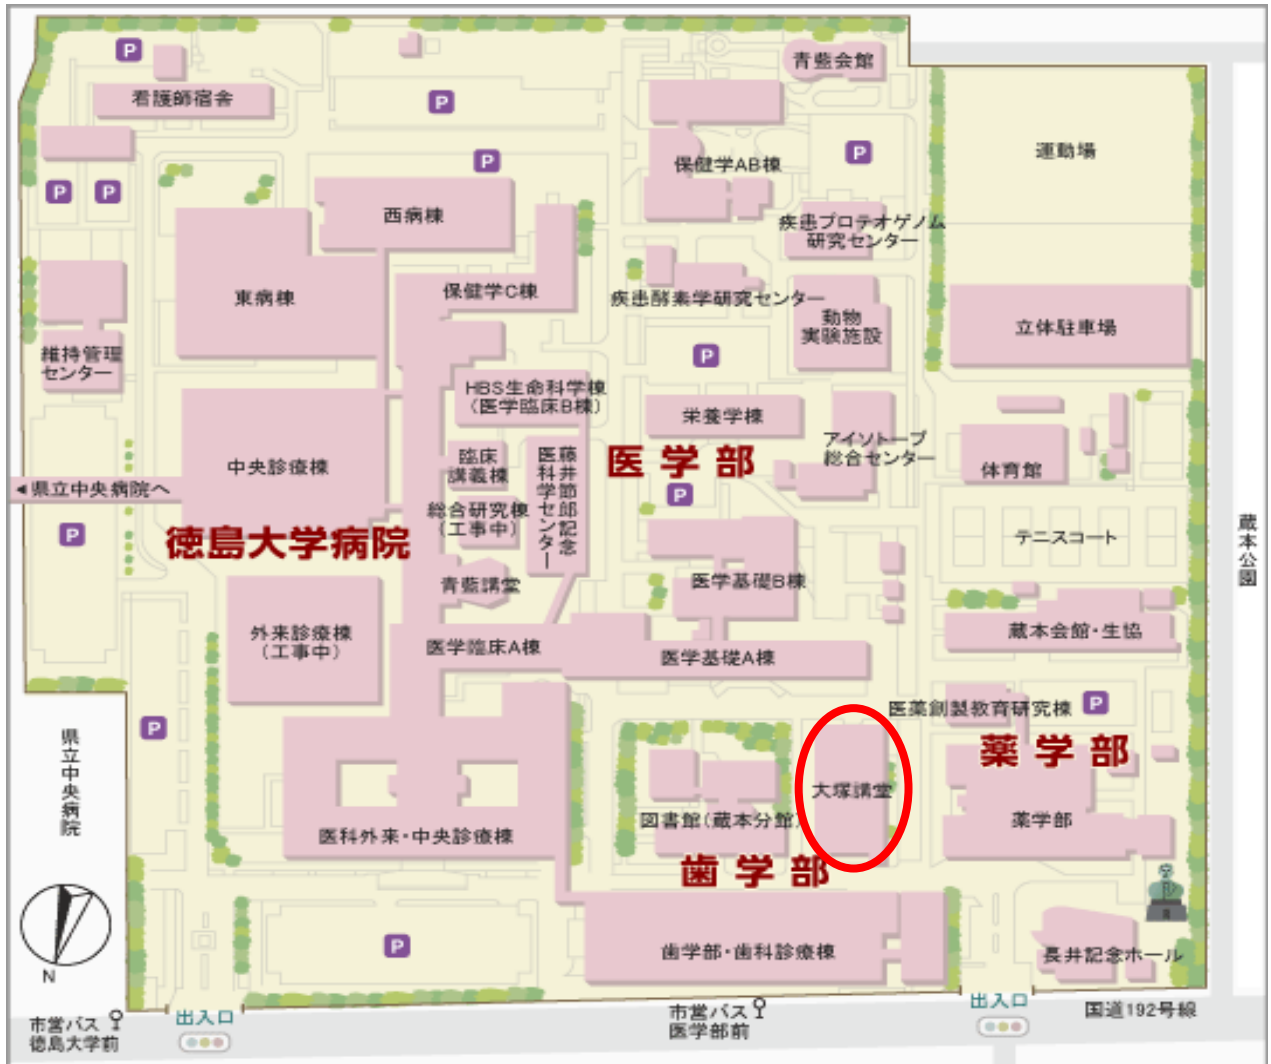 P
青藍会館
看護師宿舎
P
P
P
P
保健学AB棟
運動場
P
P
西病棟
疾患プロテオゲノム
研究センター
東病棟
保健学C棟
疾患酵素学研究センター
動物
実験施設
立体駐車場
維持管理
センター
P
HBS生命科学棟
(医学臨床B棟)
栄養学棟
アイソトープ
総合センター
中央診療棟
臨床
講義棟
藤井節郎記念
医科学センター
医学部
体育館
◀県立中央病院へ
P
総合研究棟
(工事中)
P
徳島大学病院
テニスコート
蔵本公園
青藍講堂
医学基礎B棟
外来診療棟
(工事中)
医学臨床A棟
医学基礎A棟
蔵本会館・生協
P
医薬創製教育研究棟
P
県立中央病院
薬学部
大塚講堂
図書館(蔵本分館)
薬学部
医科外来・中央診療棟
歯学部
P
歯学部・歯科診療棟
長井記念ホール
N
市営バス
徳島大学前
出入口
市営バス
医学部前
出入口
国道192号線